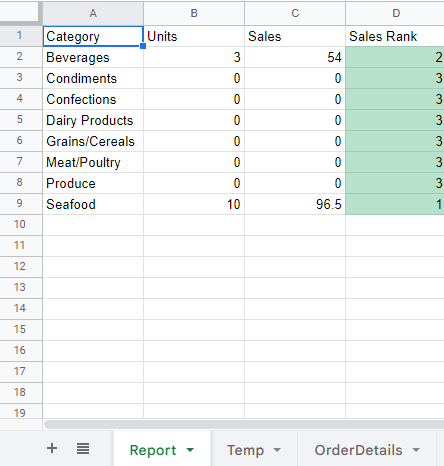 A B C D
1 Category Units Sales Sales Rank
2 Beverages 3 54 2
3 Condiments 0 0 3
4 Confections 0 0 3
5 Dairy Products 0 0 3
6 Grains/Cereals 0 0 3
7 Meat/Poultry 0 0 3
8 Produce 0 0 3
9 Seafood 10 96.5 1
10
11
12
13
14
15
16
17
18
19
+ Report Temp OrderDetails